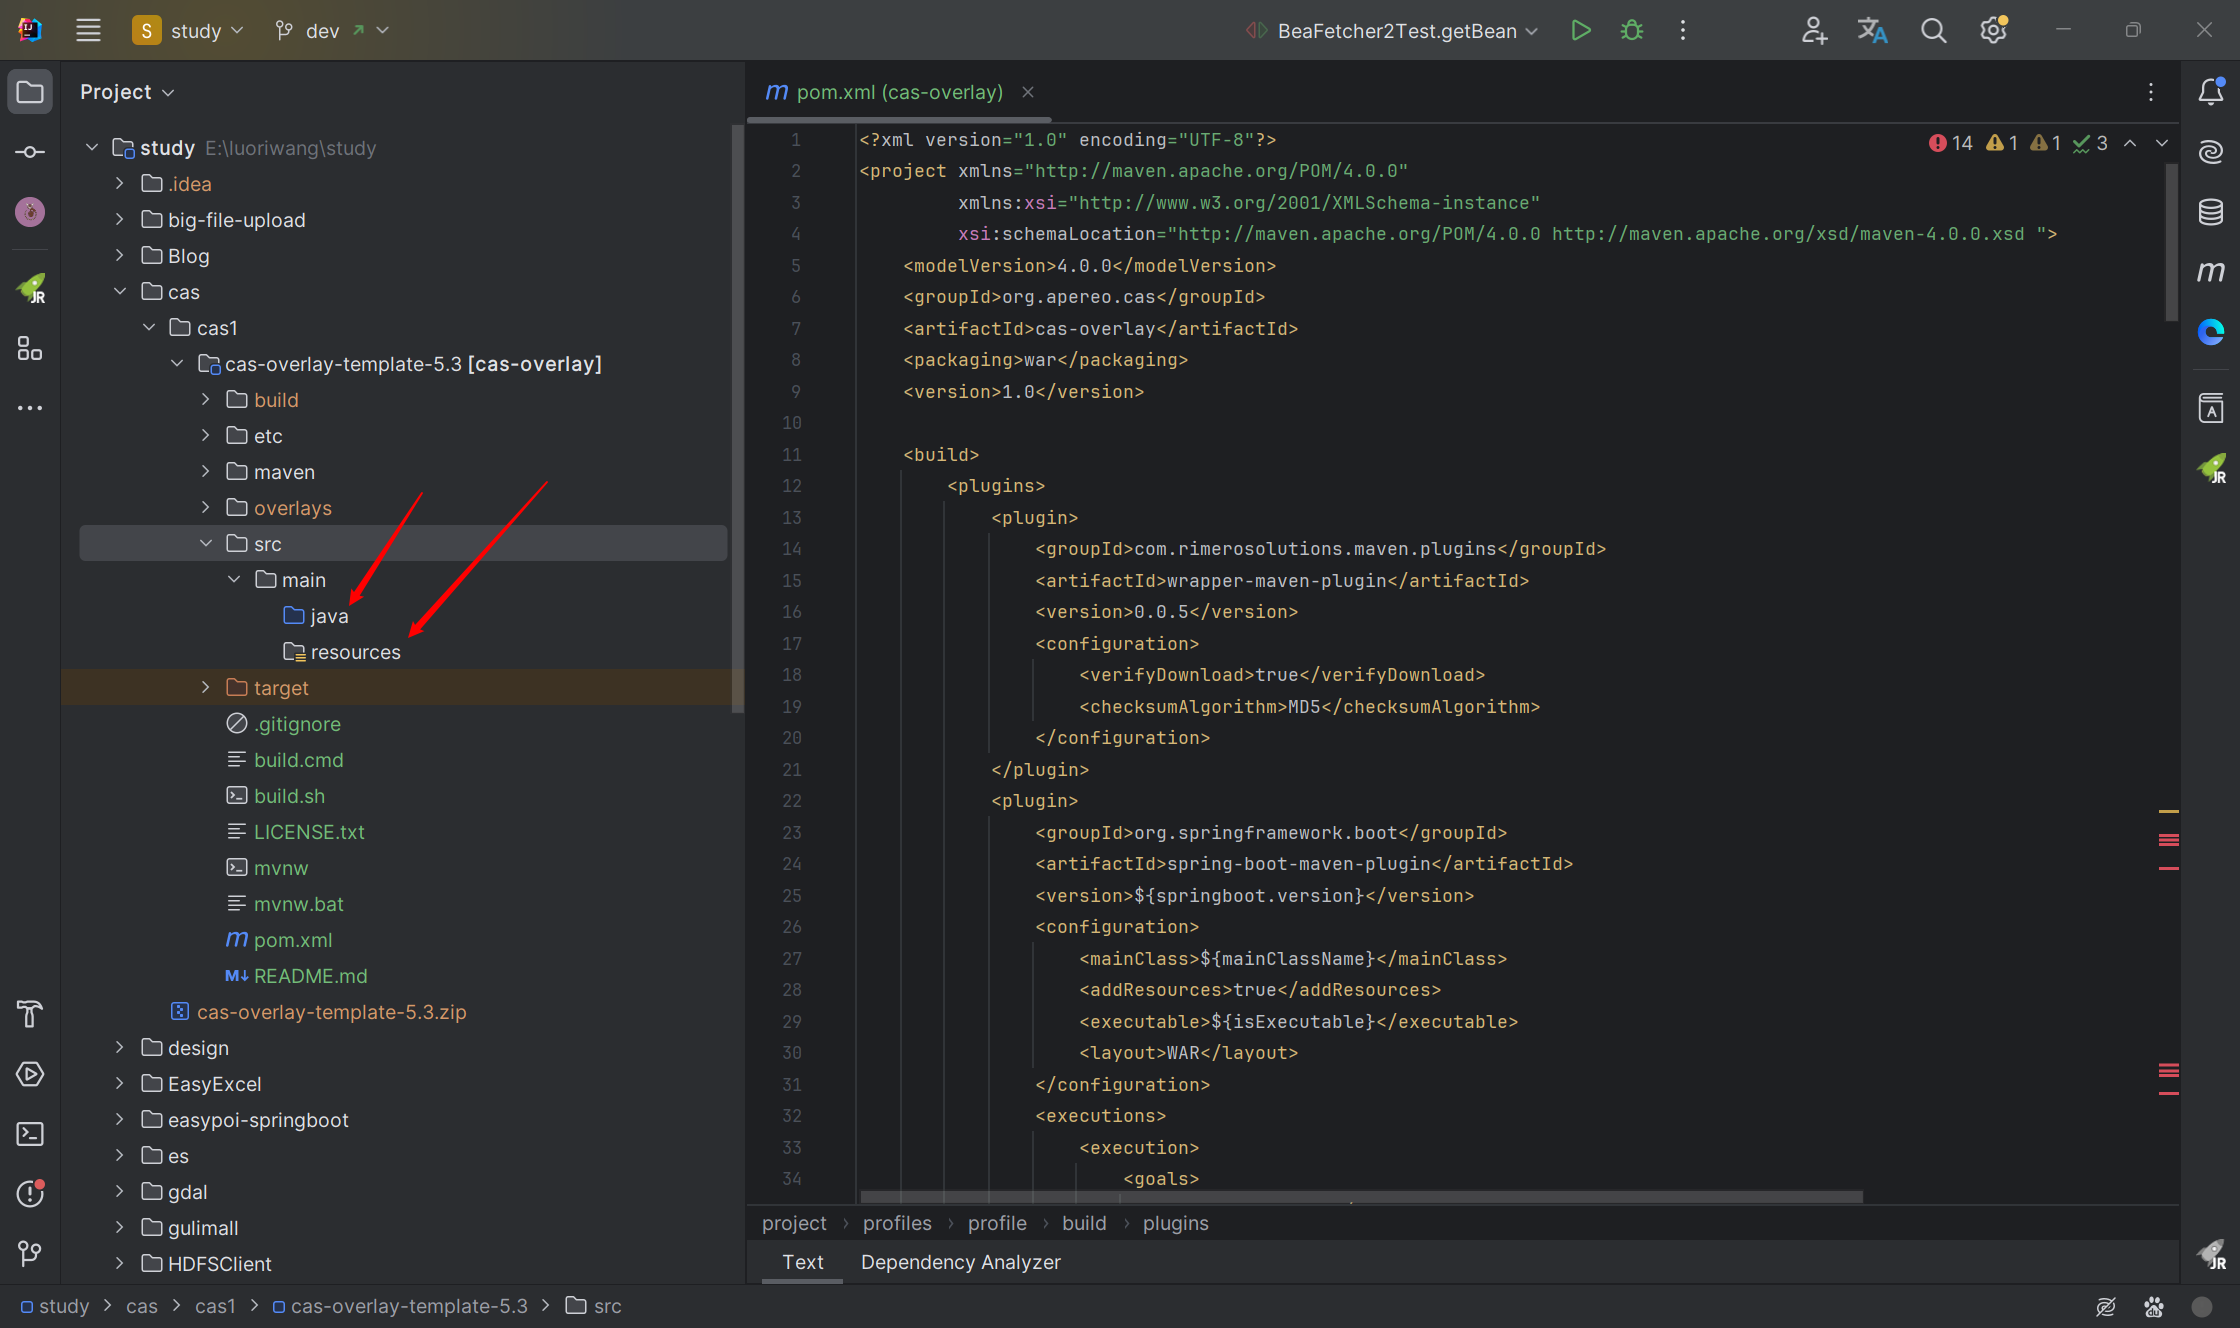 S study dev BeaFetcher2Test.getBean
Project
study E:\luoriwang\study
.idea
big-file-upload
Blog
cas
cas1
cas-overlay-template-5.3 [cas-overlay]
build
etc
maven
overlays
src
main
java
resources
target
.gitignore
build.cmd
build.sh
LICENSE.txt
mvnw
mvnw.bat
m pom.xml
M↓ README.md
cas-overlay-template-5.3.zip
design
EasyExcel
easypoi-springboot
es
gdal
gulimall
HDFSClient
m pom.xml (cas-overlay)
14 1 1 3
1 <?xml version="1.0" encoding="UTF-8"?>
2 <project xmlns="http://maven.apache.org/POM/4.0.0"
3 xmlns:xsi="http://www.w3.org/2001/XMLSchema-instance"
4 xsi:schemaLocation="http://maven.apache.org/POM/4.0.0 http://maven.apache.org/xsd/maven-4.0.0.xsd ">
5 <modelVersion>4.0.0</modelVersion>
6 <groupId>org.apereo.cas</groupId>
7 <artifactId>cas-overlay</artifactId>
8 <packaging>war</packaging>
9 <version>1.0</version>
10
11 <build>
12 <plugins>
13 <plugin>
14 <groupId>com.rimerosolutions.maven.plugins</groupId>
15 <artifactId>wrapper-maven-plugin</artifactId>
16 <version>0.0.5</version>
17 <configuration>
18 <verifyDownload>true</verifyDownload>
19 <checksumAlgorithm>MD5</checksumAlgorithm>
20 </configuration>
21 </plugin>
22 <plugin>
23 <groupId>org.springframework.boot</groupId>
24 <artifactId>spring-boot-maven-plugin</artifactId>
25 <version>${springboot.version}</version>
26 <configuration>
27 <mainClass>${mainClassName}</mainClass>
28 <addResources>true</addResources>
29 <executable>${isExecutable}</executable>
30 <layout>WAR</layout>
31 </configuration>
32 <executions>
33 <execution>
34 <goals>
project › profiles › profile › build › plugins
Text Dependency Analyzer
study > cas > cas1 > cas-overlay-template-5.3 > src
JR
m
A
JR
JR